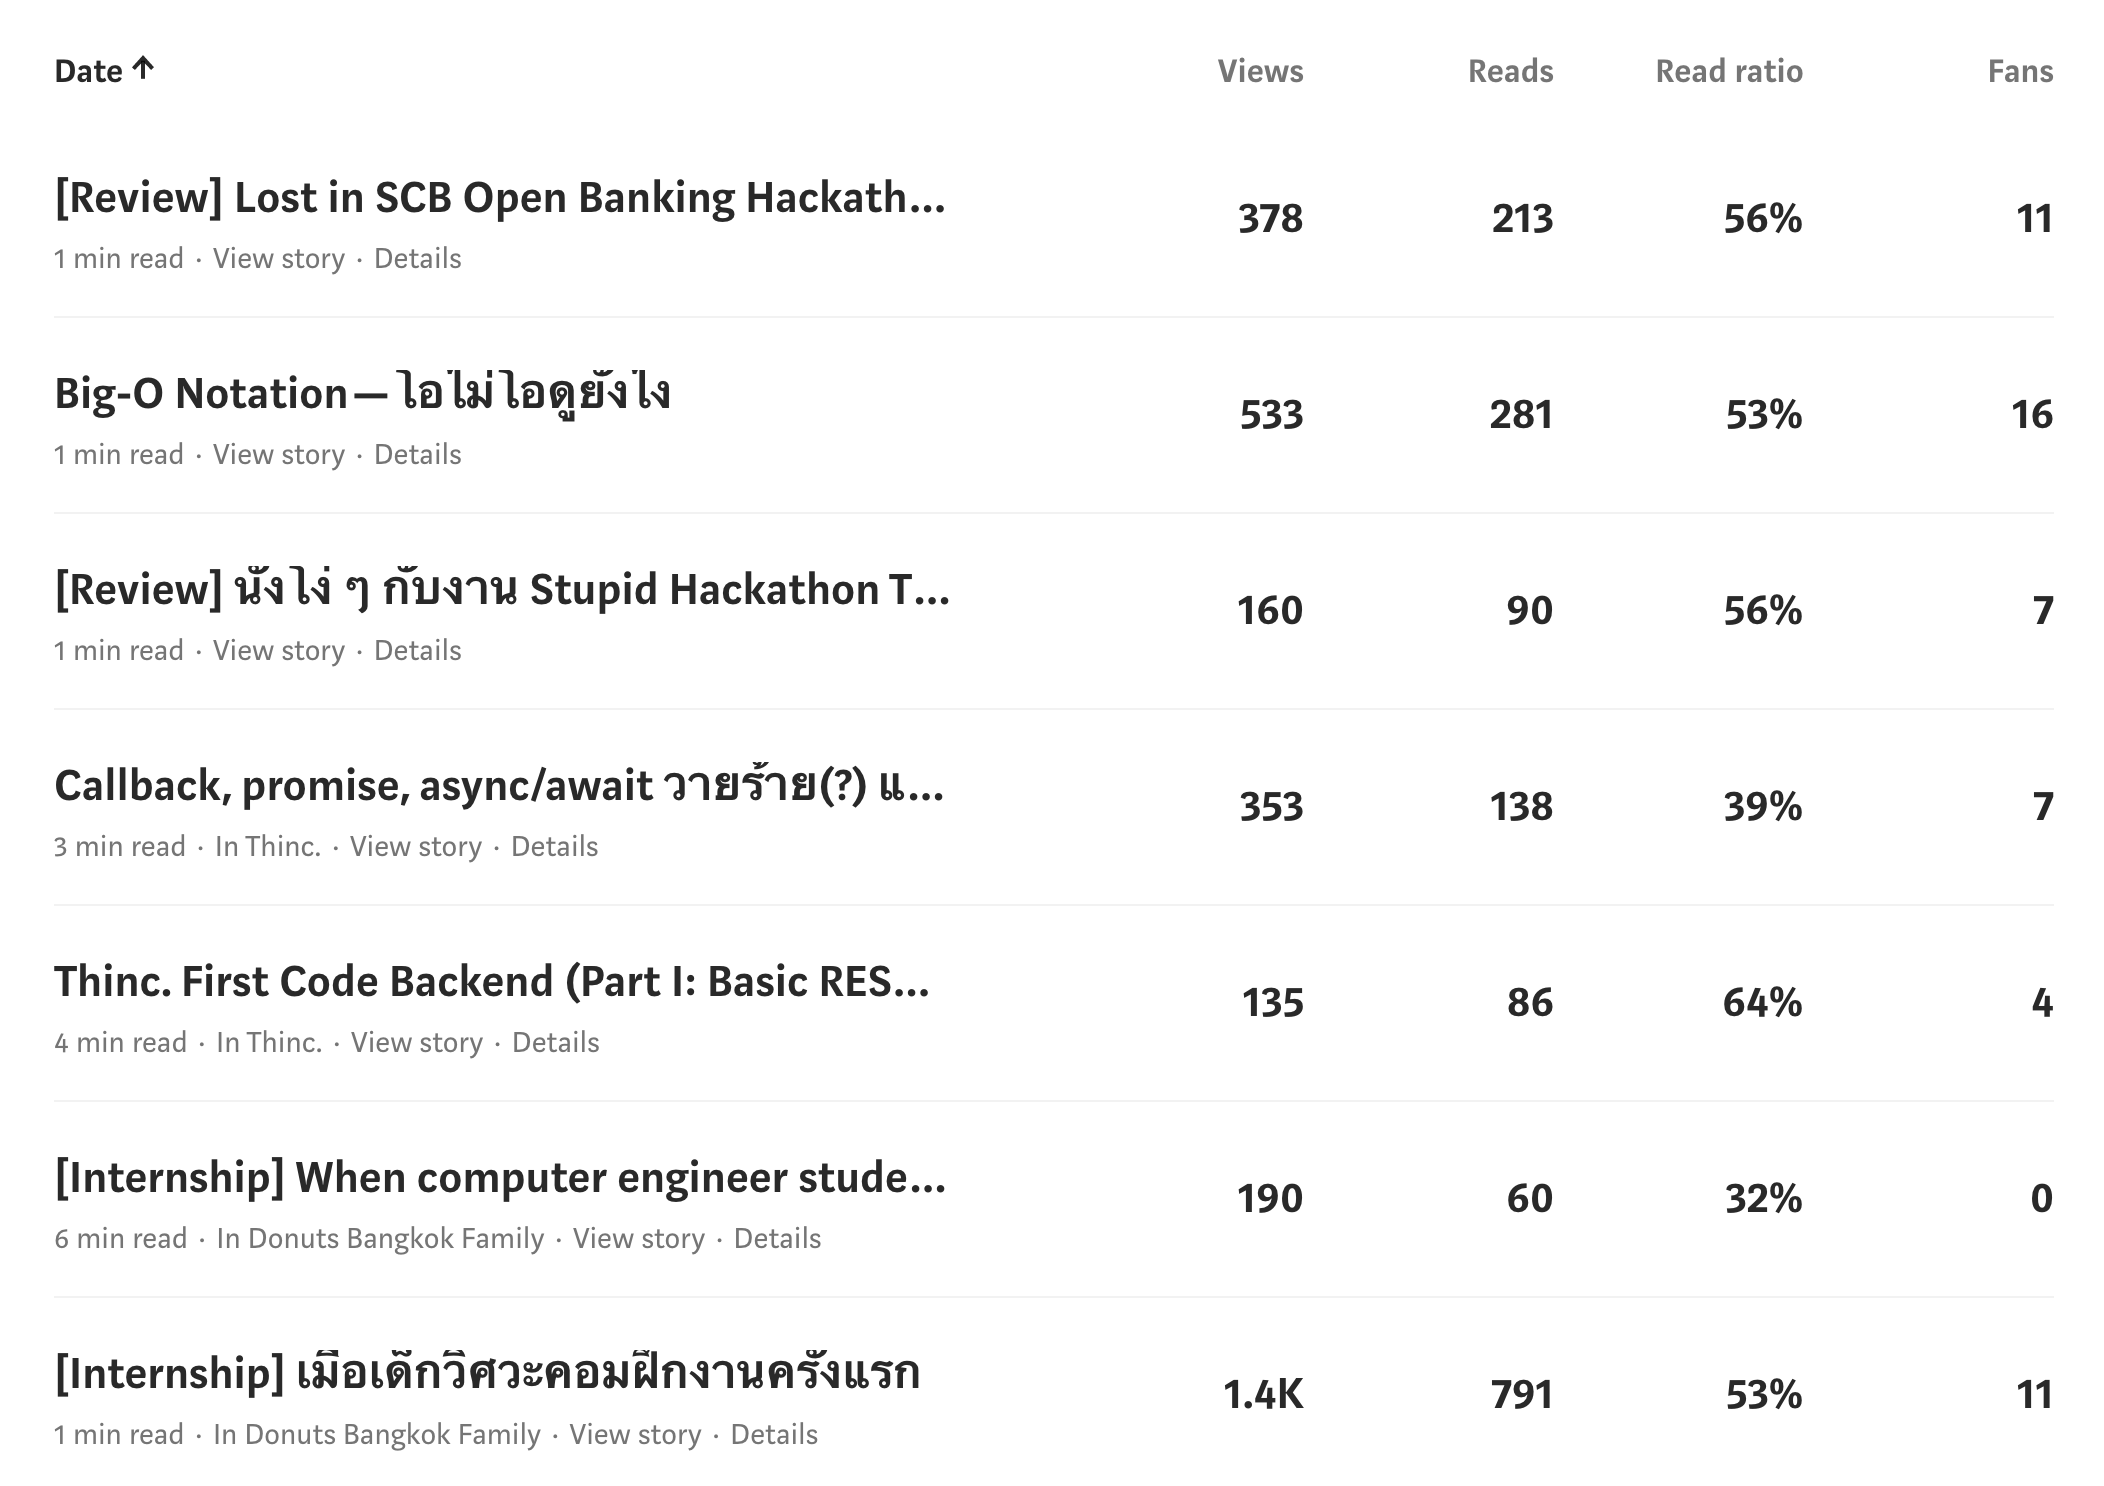 Date ↑ Views Reads Read ratio Fans
[Review] Lost in SCB Open Banking Hackath... 378 213 56% 11
1 min read · View story · Details
Big-O Notation — ไอไม่ไอดูยังไง 533 281 53% 16
1 min read · View story · Details
[Review] นั่งโง่ ๆ กับงาน Stupid Hackathon T... 160 90 56% 7
1 min read · View story · Details
Callback, promise, async/await วายร้าย(?) แ... 353 138 39% 7
3 min read · In Thinc. · View story · Details
Thinc. First Code Backend (Part I: Basic RES... 135 86 64% 4
4 min read · In Thinc. · View story · Details
[Internship] When computer engineer stude... 190 60 32% 0
6 min read · In Donuts Bangkok Family · View story · Details
[Internship] เมื่อเด็กวิศวะคอมฝึกงานครั้งแรก 1.4K 791 53% 11
1 min read · In Donuts Bangkok Family · View story · Details